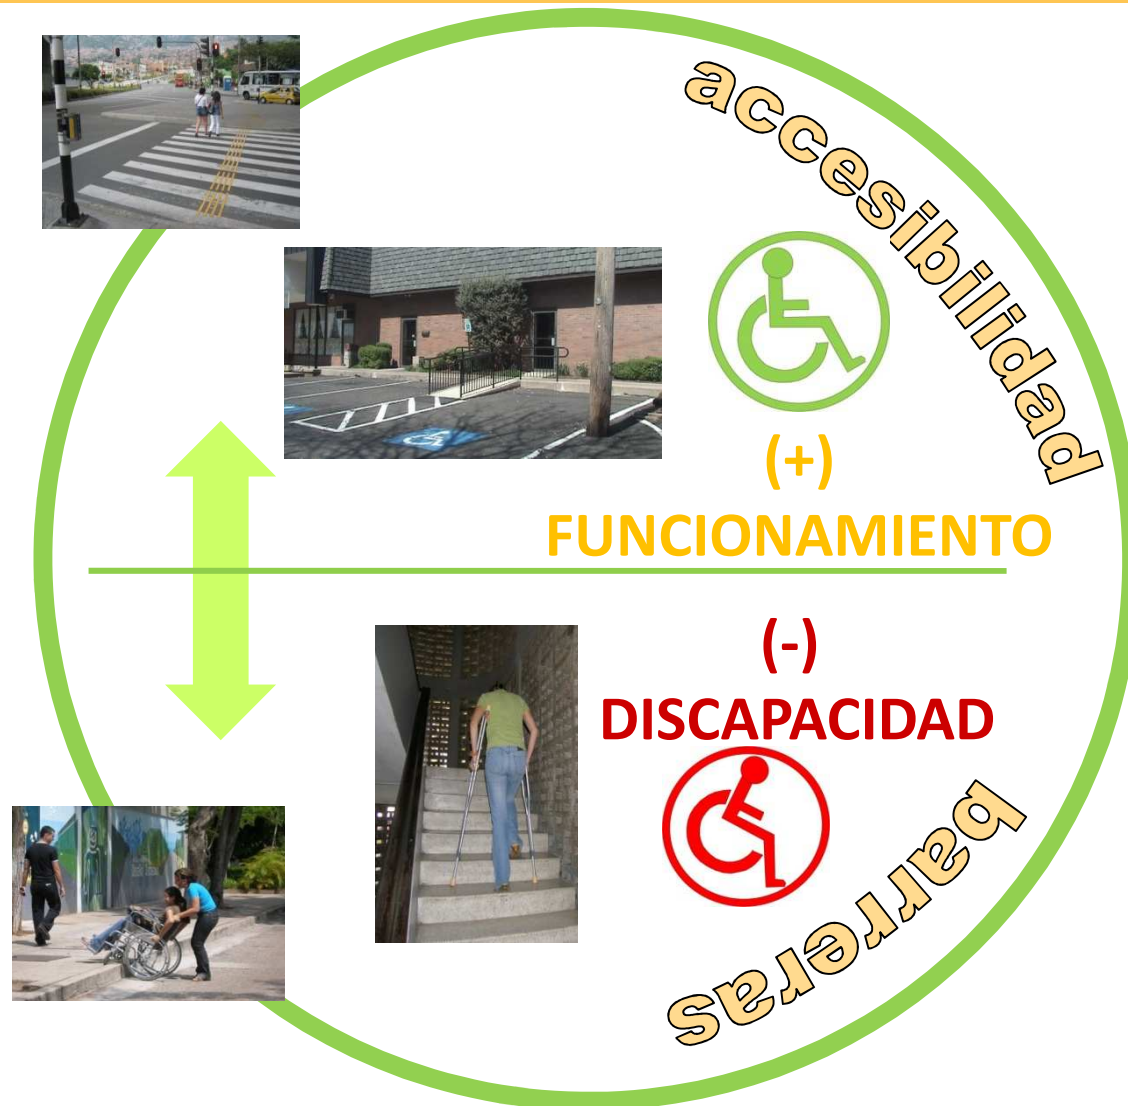 accesibilidad
(+)
FUNCIONAMIENTO
(-)
DISCAPACIDAD
barreras